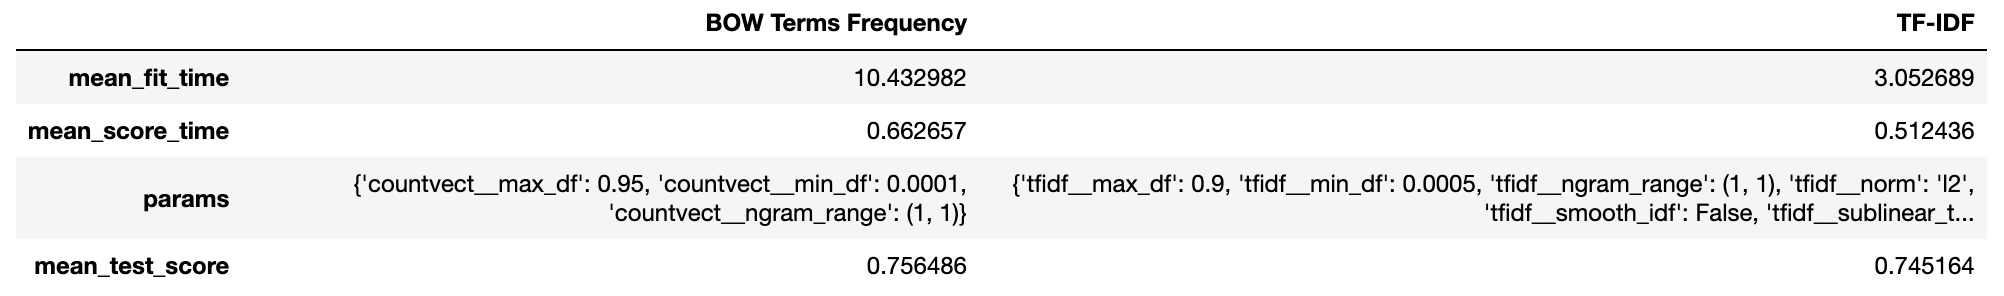 BOW Terms Frequency TF-IDF
mean_fit_time 10.432982 3.052689
mean_score_time 0.662657 0.512436
params {'countvect__max_df': 0.95, 'countvect__min_df': 0.0001, 'countvect__ngram_range': (1, 1)} {'tfidf__max_df': 0.9, 'tfidf__min_df': 0.0005, 'tfidf__ngram_range': (1, 1), 'tfidf__norm': 'l2', 'tfidf__smooth_idf': False, 'tfidf__sublinear_t...
mean_test_score 0.756486 0.745164